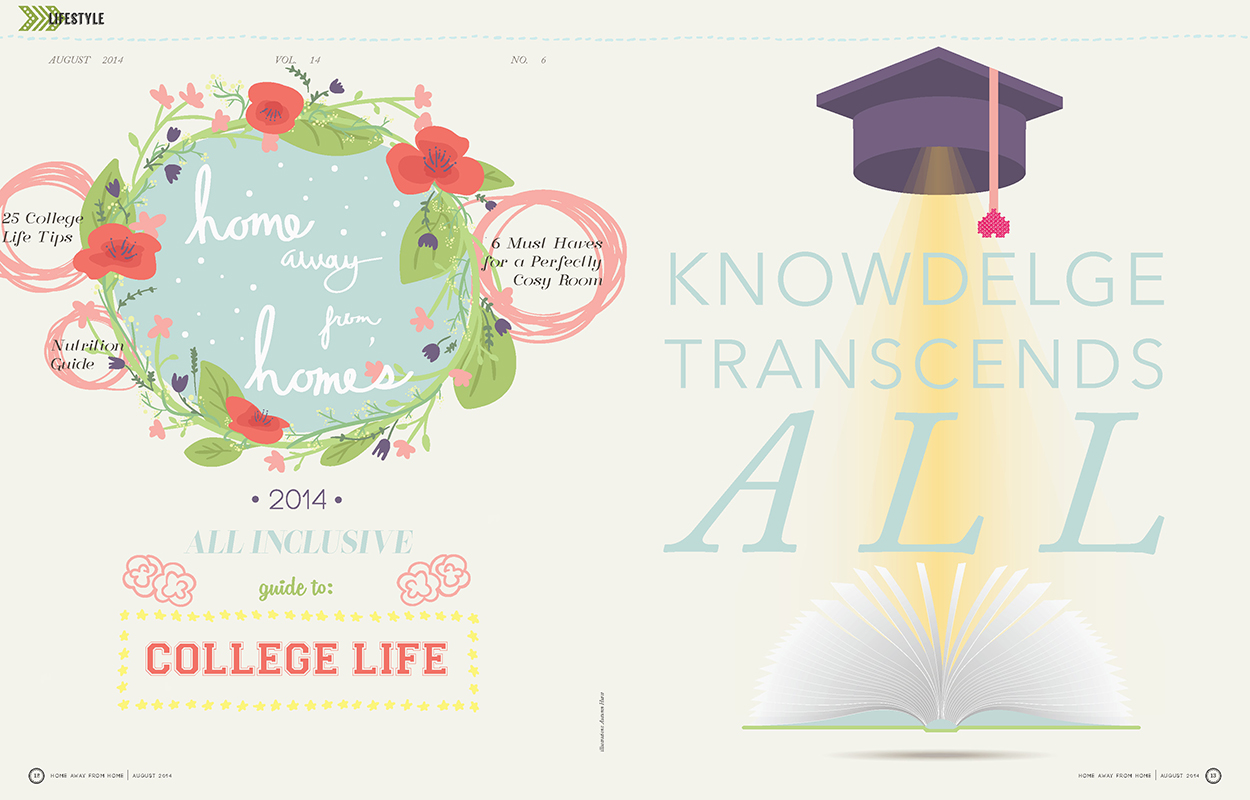 LIFESTYLE
AUGUST 2014 VOL. 14 NO. 6
25 College
Life Tips
6 Must Haves
for a Perfectly
Cosy Room
Nutrition
Guide
home
away
from,
home's
• 2014 •
ALL INCLUSIVE
guide to:
COLLEGE LIFE
12 HOME AWAY FROM HOME | AUGUST 2014
KNOWDELGE
TRANSCENDS
ALL
HOME AWAY FROM HOME | AUGUST 2014 13